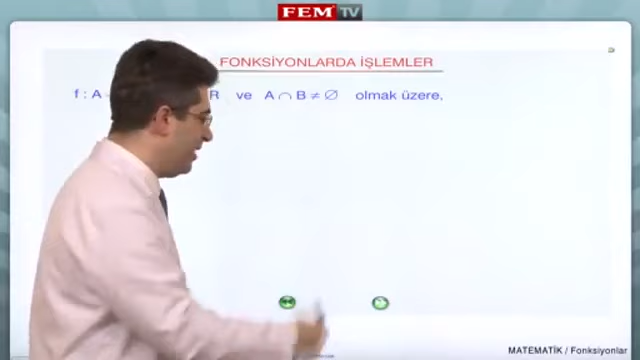 FEM TV
FONKSİYONLARDA İŞLEMLER
f : A R ve A ∩ B ≠ ∅ olmak üzere,
MATEMATİK / Fonksiyonlar